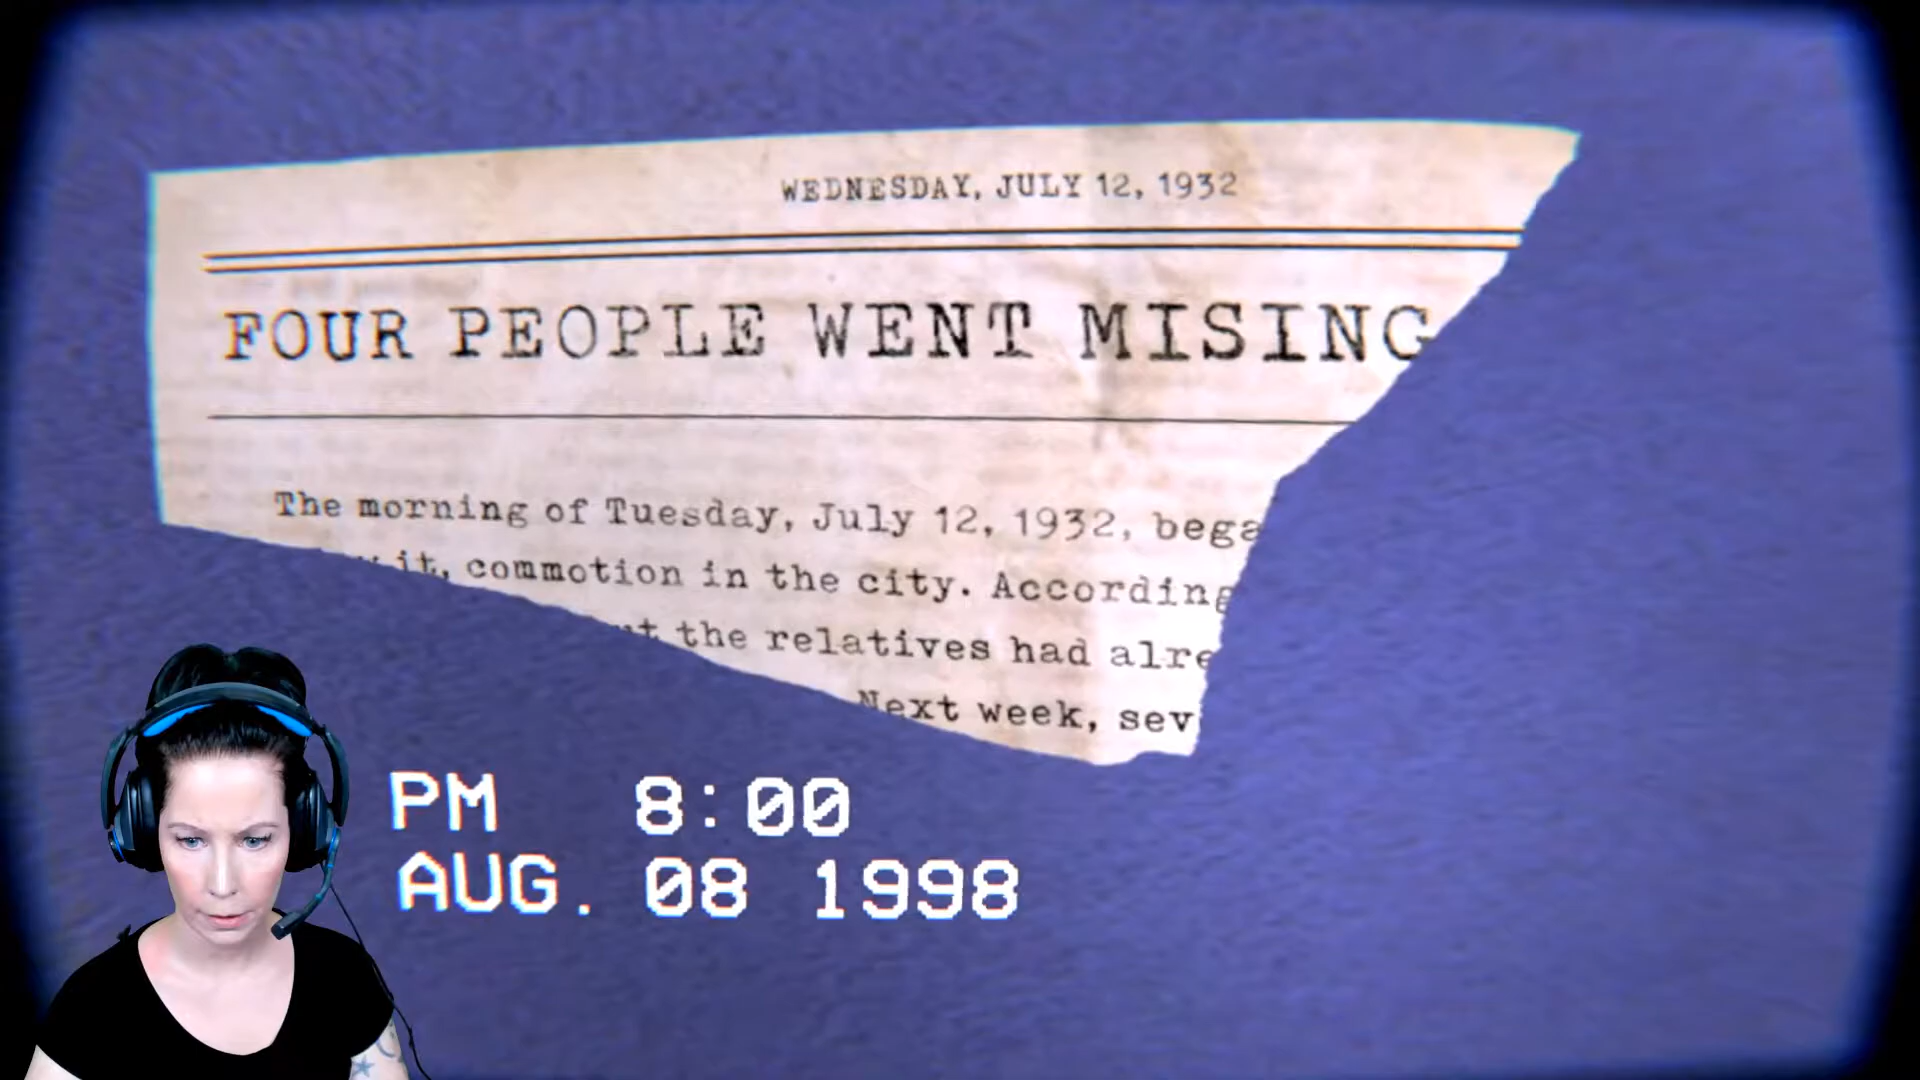 WEDNESDAY, JULY 12, 1932
FOUR PEOPLE WENT MISING
The morning of Tuesday, July 12, 1932, bega
it, commotion in the city. According
the relatives had alre
Next week, sev
PM 8:00
AUG. 08 1998